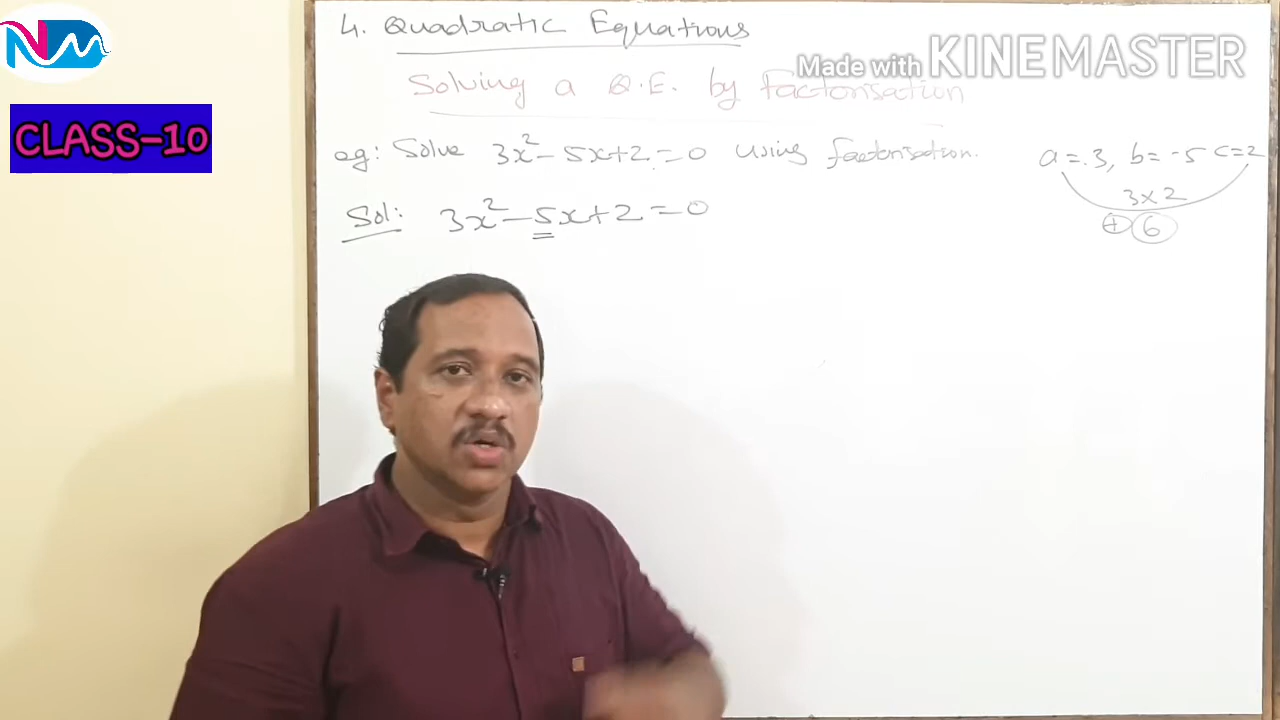 NM
CLASS-10
Made with KINEMASTER
4. Quadratic Equations
Solving a Q.E. by Factorisation
eg: Solve 3x² - 5x + 2 = 0 using factorisation.
a = 3, b = -5 c = 2
3 x 2
+ 6
Sol: 3x² - 5x + 2 = 0